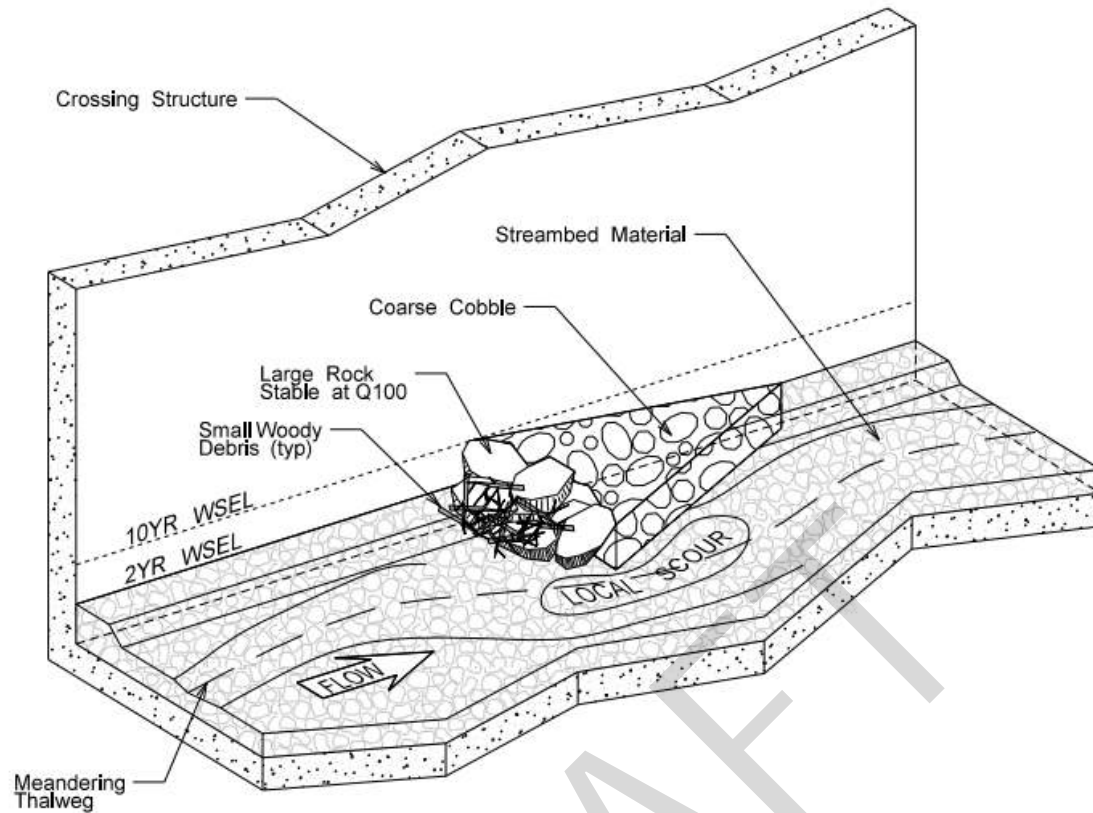 Crossing Structure
Streambed Material
Coarse Cobble
Large Rock
Stable at Q100
Small Woody
Debris (typ)
10YR WSEL
2YR WSEL
LOCAL SCOUR
FLOW
Meandering
Thalweg
AFT